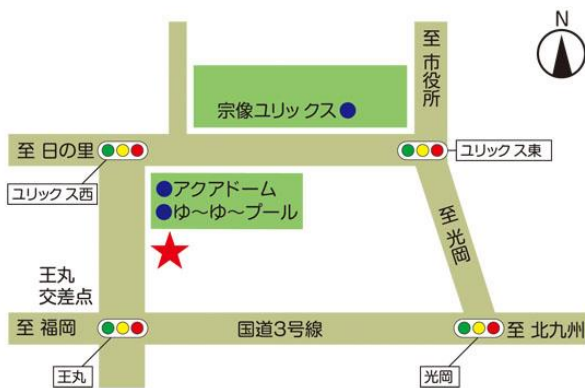 N
至 市役所
宗像ユリックス
至 日の里
ユリックス東
ユリックス西
アクアドーム
ゆ〜ゆ〜プール
至 光岡
王丸
交差点
至 福岡
国道3号線
至 北九州
王丸
光岡